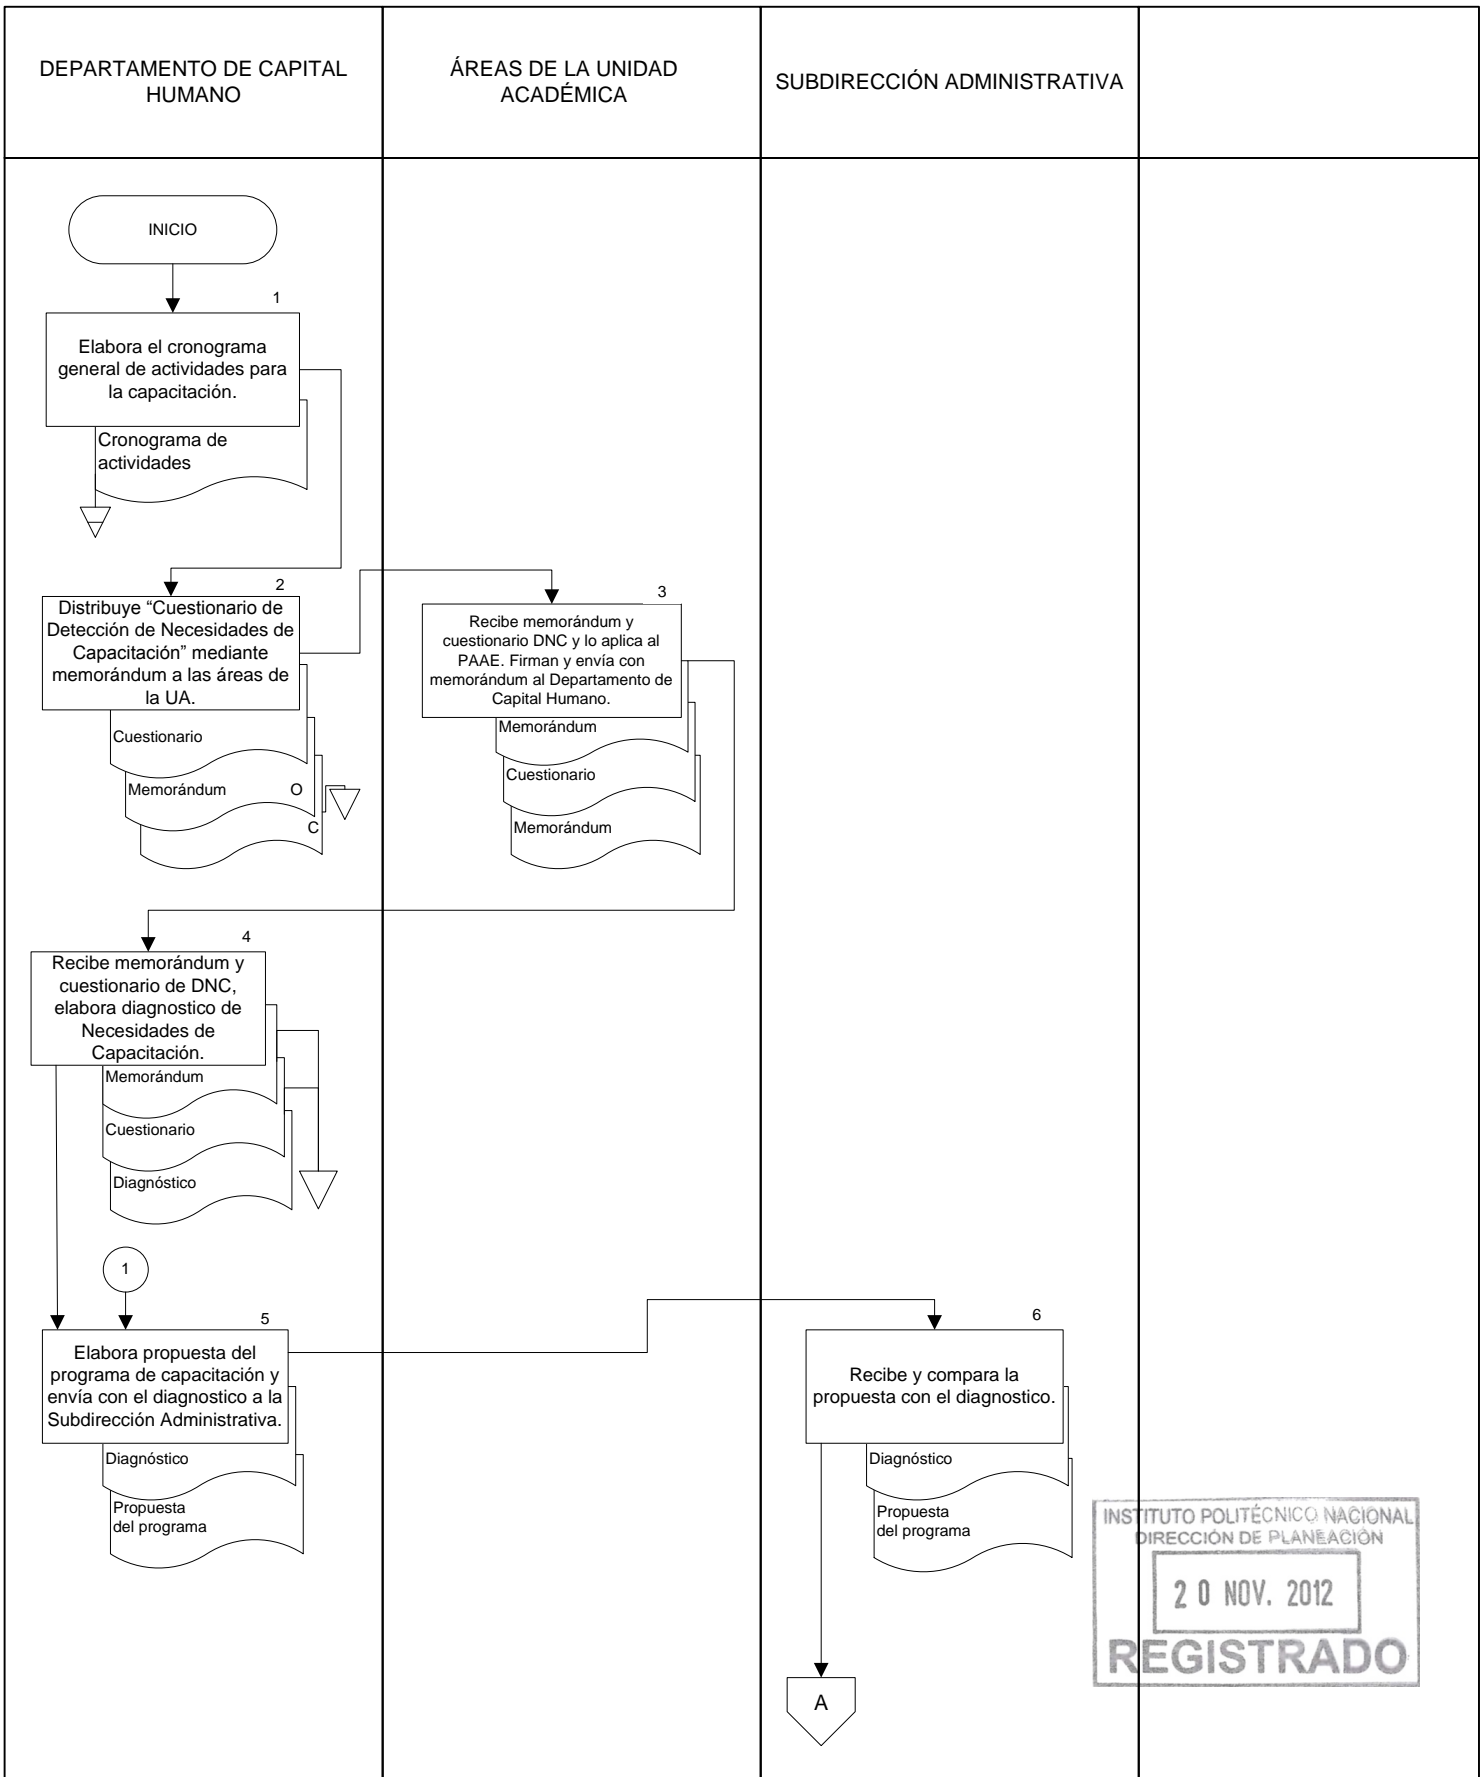 DEPARTAMENTO DE CAPITAL
HUMANO
ÁREAS DE LA UNIDAD
ACADÉMICA
SUBDIRECCIÓN ADMINISTRATIVA
INICIO
1
Elabora el cronograma
general de actividades para
la capacitación.
Cronograma de
actividades
2
Distribuye “Cuestionario de
Detección de Necesidades de
Capacitación” mediante
memorándum a las áreas de
la UA.
Cuestionario
Memorándum O
C
3
Recibe memorándum y
cuestionario DNC y lo aplica al
PAAE. Firman y envía con
memorándum al Departamento de
Capital Humano.
Memorándum
Cuestionario
Memorándum
4
Recibe memorándum y
cuestionario de DNC,
elabora diagnostico de
Necesidades de
Capacitación.
Memorándum
Cuestionario
Diagnóstico
1
5
Elabora propuesta del
programa de capacitación y
envía con el diagnostico a la
Subdirección Administrativa.
Diagnóstico
Propuesta
del programa
6
Recibe y compara la
propuesta con el diagnostico.
Diagnóstico
Propuesta
del programa
A
INSTITUTO POLITÉCNICO NACIONAL
DIRECCIÓN DE PLANEACIÓN
20 NOV. 2012
REGISTRADO